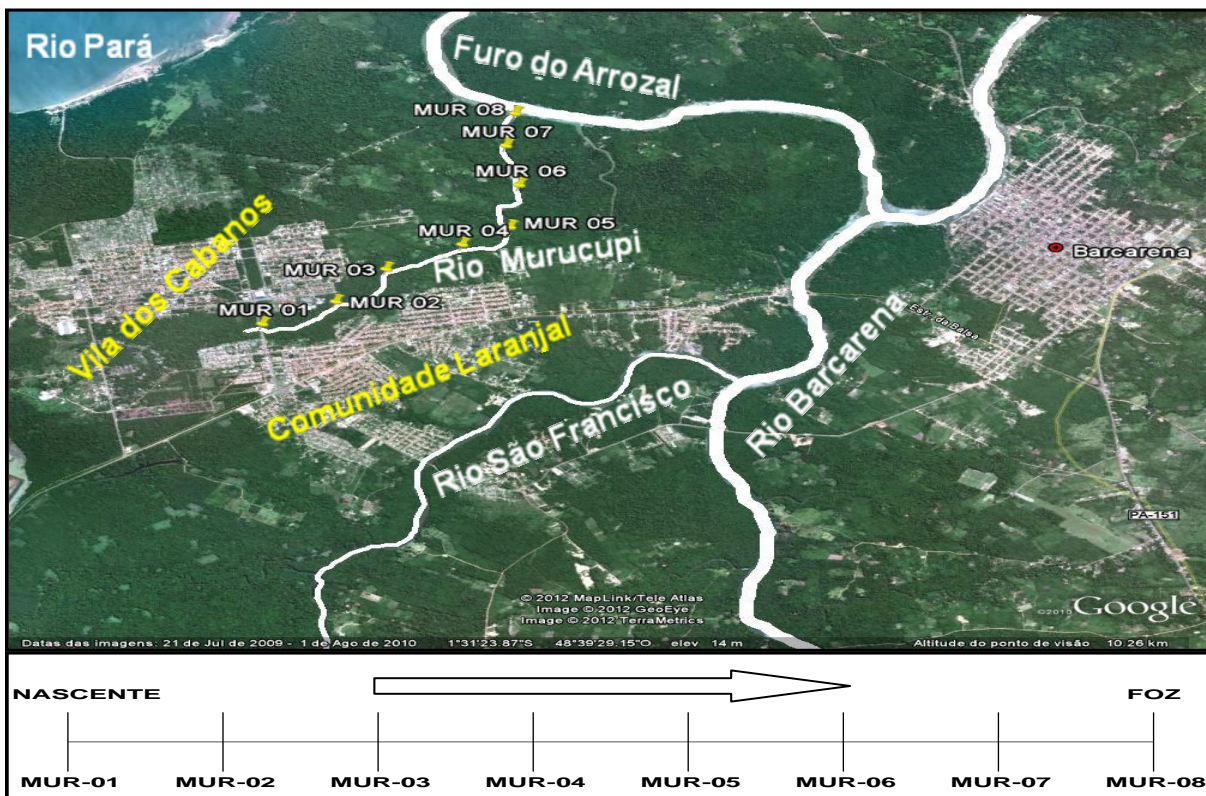 Rio Pará
Furo do Arrozal
MUR 08
MUR 07
MUR 06
MUR 05
MUR 04
Rio Murucupi
MUR 03
MUR 02
MUR 01
Vila dos Cabanos
Comunidade Laranjal
Barcarena
Estr. da Balsa
Rio Barcarena
Rio São Francisco
PA-151
© 2012 MapLink/Tele Atlas
Image © 2012 GeoEye
Image © 2012 TerraMetrics
©2010 Google
Datas das imagens: 21 de Jul de 2009 - 1 de Ago de 2010 1°31'23.87"S 48°39'29.15"O elev 14 m Altitude do ponto de visão 10.26 km
NASCENTE FOZ
MUR-01 MUR-02 MUR-03 MUR-04 MUR-05 MUR-06 MUR-07 MUR-08